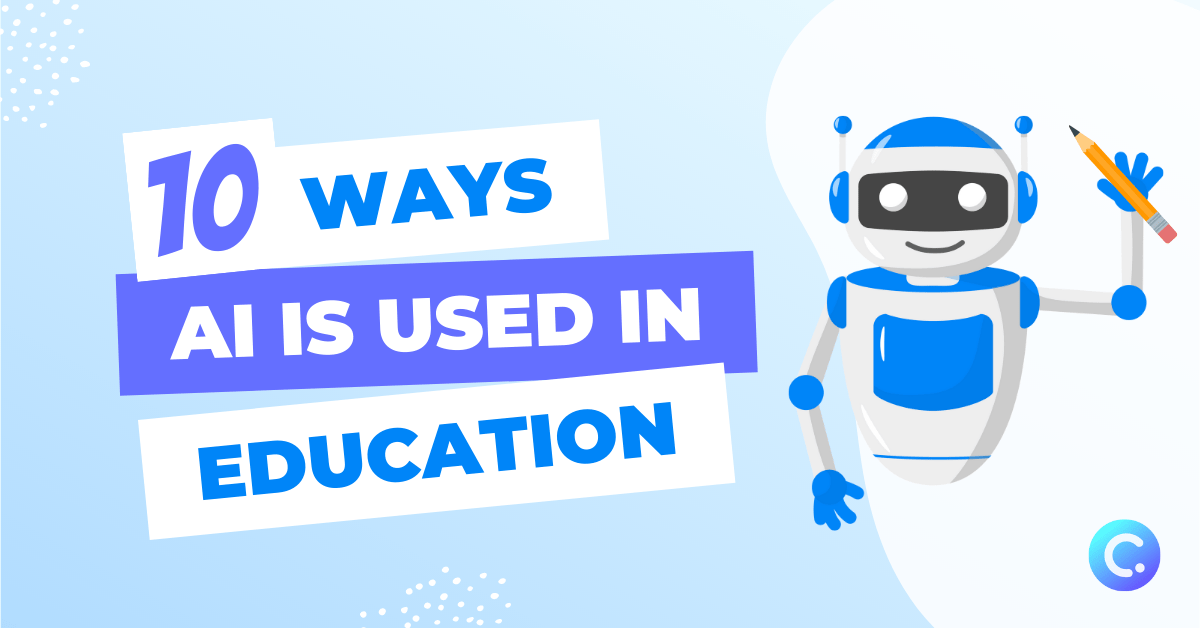 10 WAYS
AI IS USED IN
EDUCATION
C.